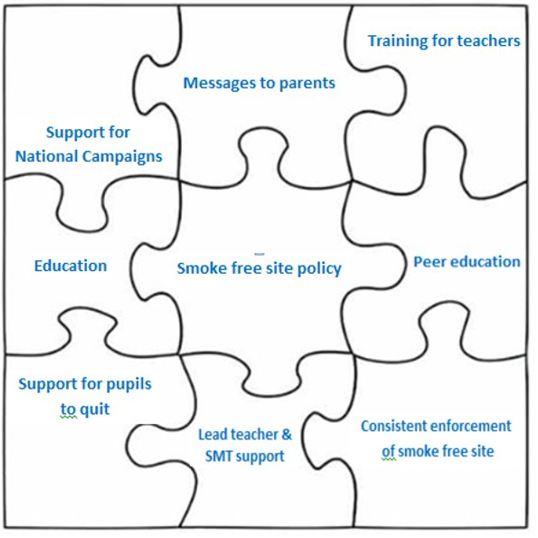 Support for
National Campaigns
Messages to parents
Training for teachers
Education
Smoke free site policy
Peer education
Support for pupils
to quit
Lead teacher &
SMT support
Consistent enforcement
of smoke free site